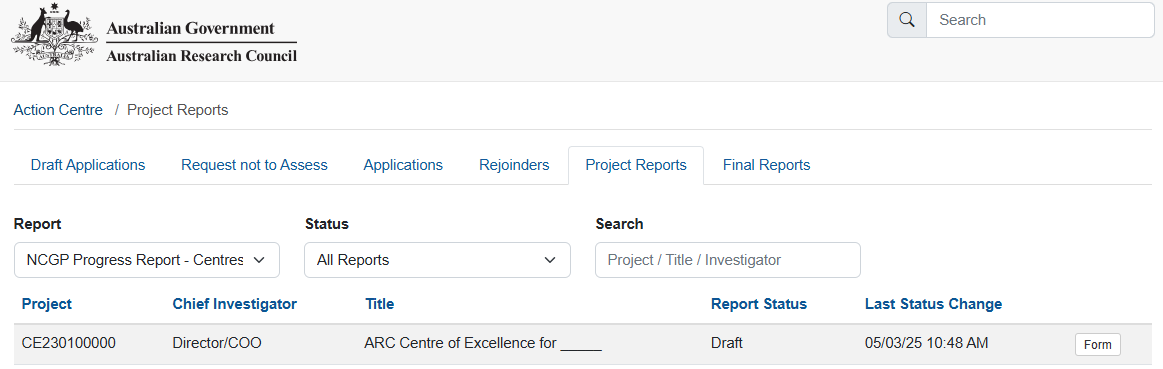 Australian Government
Search
Australian Research Council
Action Centre / Project Reports
Draft Applications Request not to Assess Applications Rejoinders Project Reports Final Reports
Report Status Search
NCGP Progress Report - Centres All Reports Project / Title / Investigator
Project Chief Investigator Title Report Status Last Status Change
CE230100000 Director/COO ARC Centre of Excellence for _____ Draft 05/03/25 10:48 AM Form